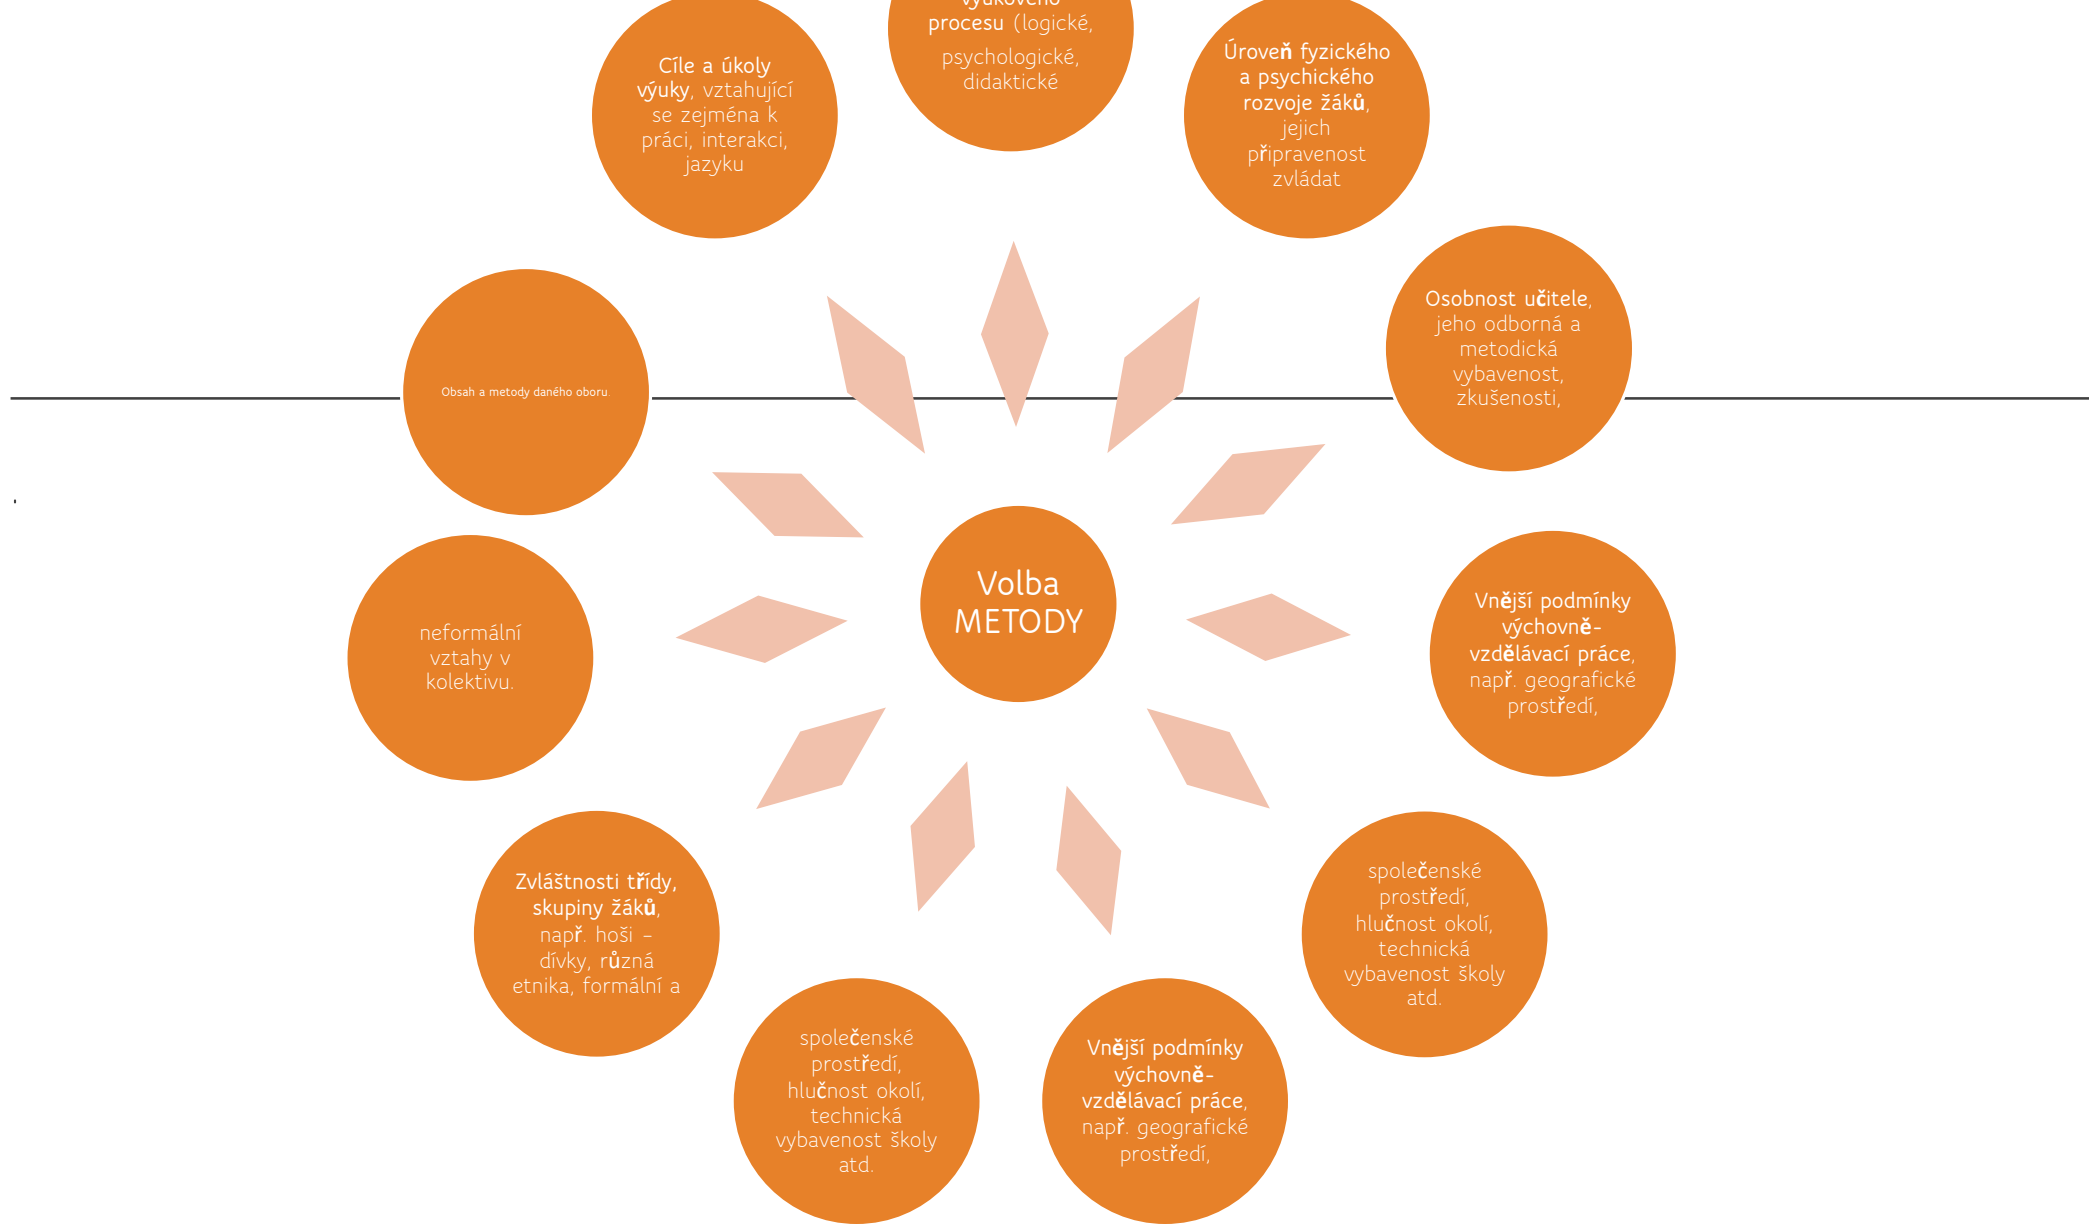 procesu (logické,
psychologické,
didaktické
Úroveň fyzického
a psychického
rozvoje žáků,
jejich
připravenost
zvládat
Osobnost učitele,
jeho odborná a
metodická
vybavenost,
zkušenosti,
Vnější podmínky
výchovně-
vzdělávací práce,
např. geografické
prostředí,
společenské
prostředí,
hlučnost okolí,
technická
vybavenost školy
atd.
Vnější podmínky
výchovně-
vzdělávací práce,
např. geografické
prostředí,
společenské
prostředí,
hlučnost okolí,
technická
vybavenost školy
atd.
Zvláštnosti třídy,
skupiny žáků,
např. hoši –
dívky, různá
etnika, formální a
neformální
vztahy v
kolektivu.
Obsah a metody daného oboru.
Cíle a úkoly
výuky, vztahující
se zejména k
práci, interakci,
jazyku
Volba
METODY